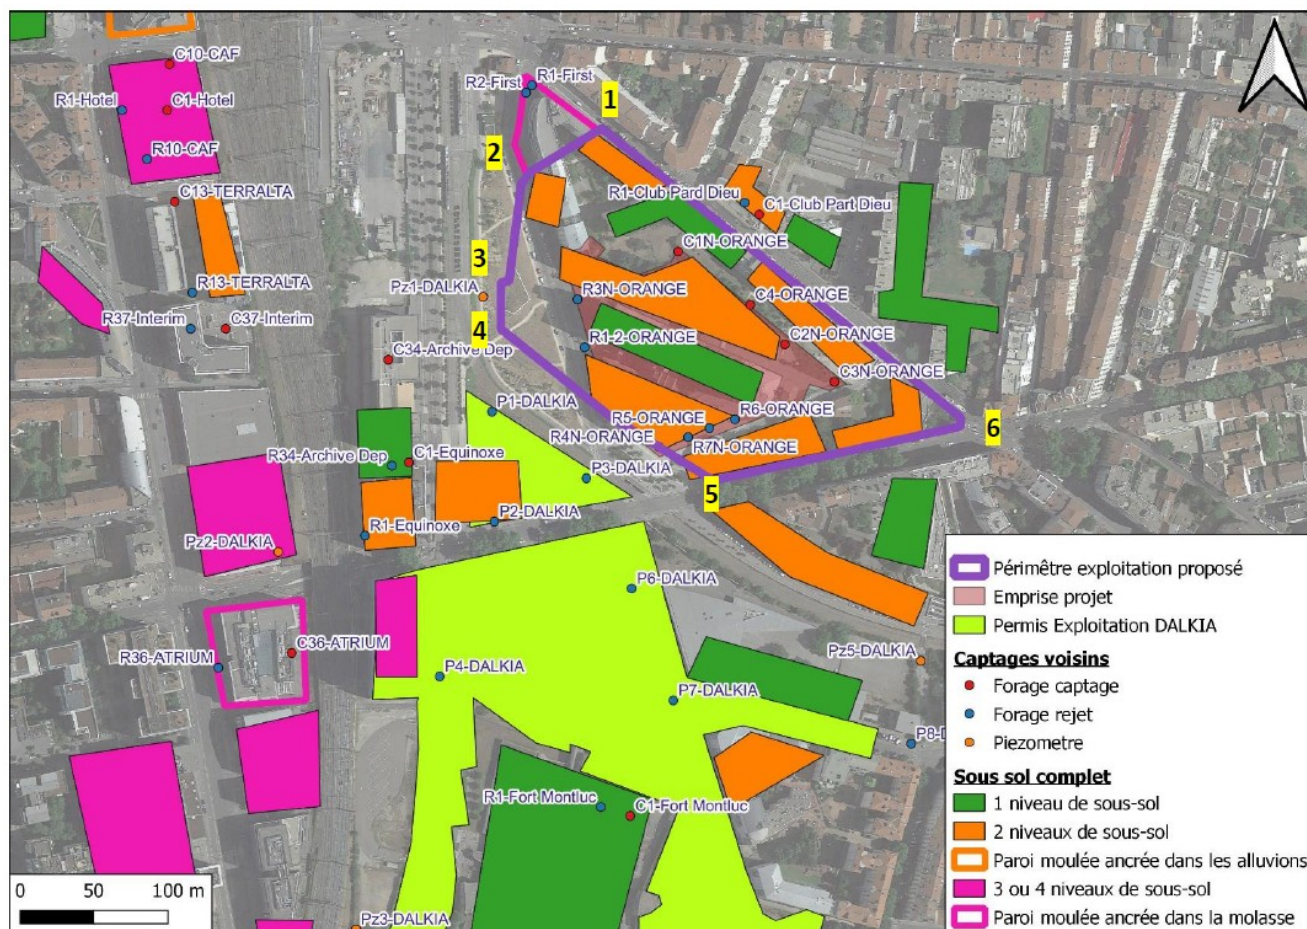 C10-CAF
R1-Hotel
C1-Hotel
R10-CAF
C13-TERRALTA
R13-TERRALTA
R37-Interim
C37-Interim
R2-First
R1-First
1
2
3
Pz1-DALKIA
4
R1-Club Pard Dieu
C1-Club Part Dieu
C1N-ORANGE
R3N-ORANGE
C4-ORANGE
R1-2-ORANGE
C2N-ORANGE
C34-Archive Dep
C3N-ORANGE
P1-DALKIA
R5-ORANGE
R6-ORANGE
R4N-ORANGE
R7N-ORANGE
6
R34-Archive Dep
C1-Equinoxe
P3-DALKIA
5
R1-Equinoxe
P2-DALKIA
Pz2-DALKIA
P6-DALKIA
C36-ATRIUM
R36-ATRIUM
P4-DALKIA
Pz5-DALKIA
P7-DALKIA
P8-D
R1-Fort Montluc
C1-Fort Montluc
Pz3-DALKIA
0 50 100 m
Périmêtre exploitation proposé
Emprise projet
Permis Exploitation DALKIA
Captages voisins
Forage captage
Forage rejet
Piezometre
Sous sol complet
1 niveau de sous-sol
2 niveaux de sous-sol
Paroi moulée ancrée dans les alluvions
3 ou 4 niveaux de sous-sol
Paroi moulée ancrée dans la molasse